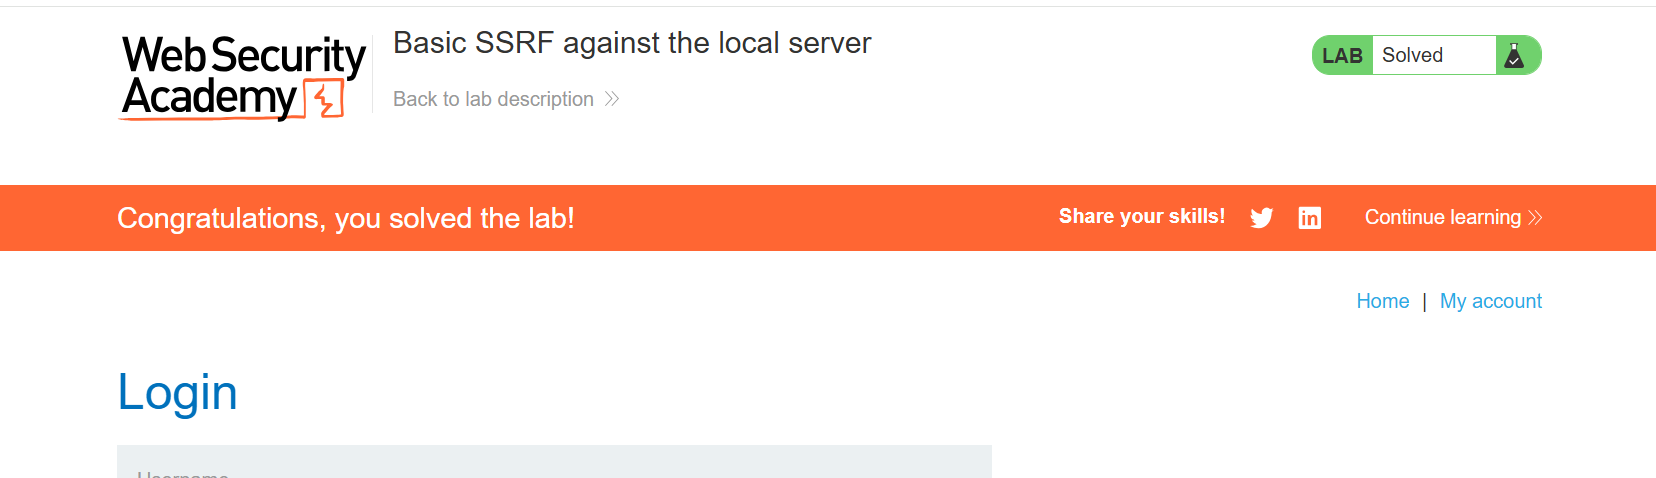 Web Security
Academy
Basic SSRF against the local server
Back to lab description
LAB Solved
Congratulations, you solved the lab!
Share your skills!
Continue learning
Home | My account
Login
Username